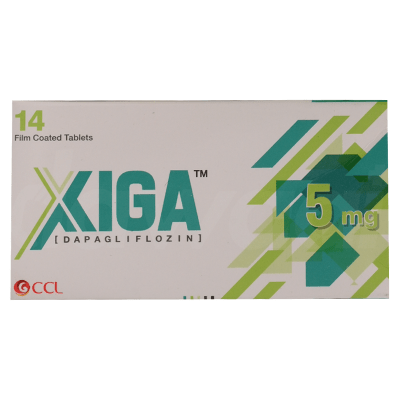 14
Film Coated Tablets
XIGA™
[DAPAGLIFLOZIN]
5 mg
CCL